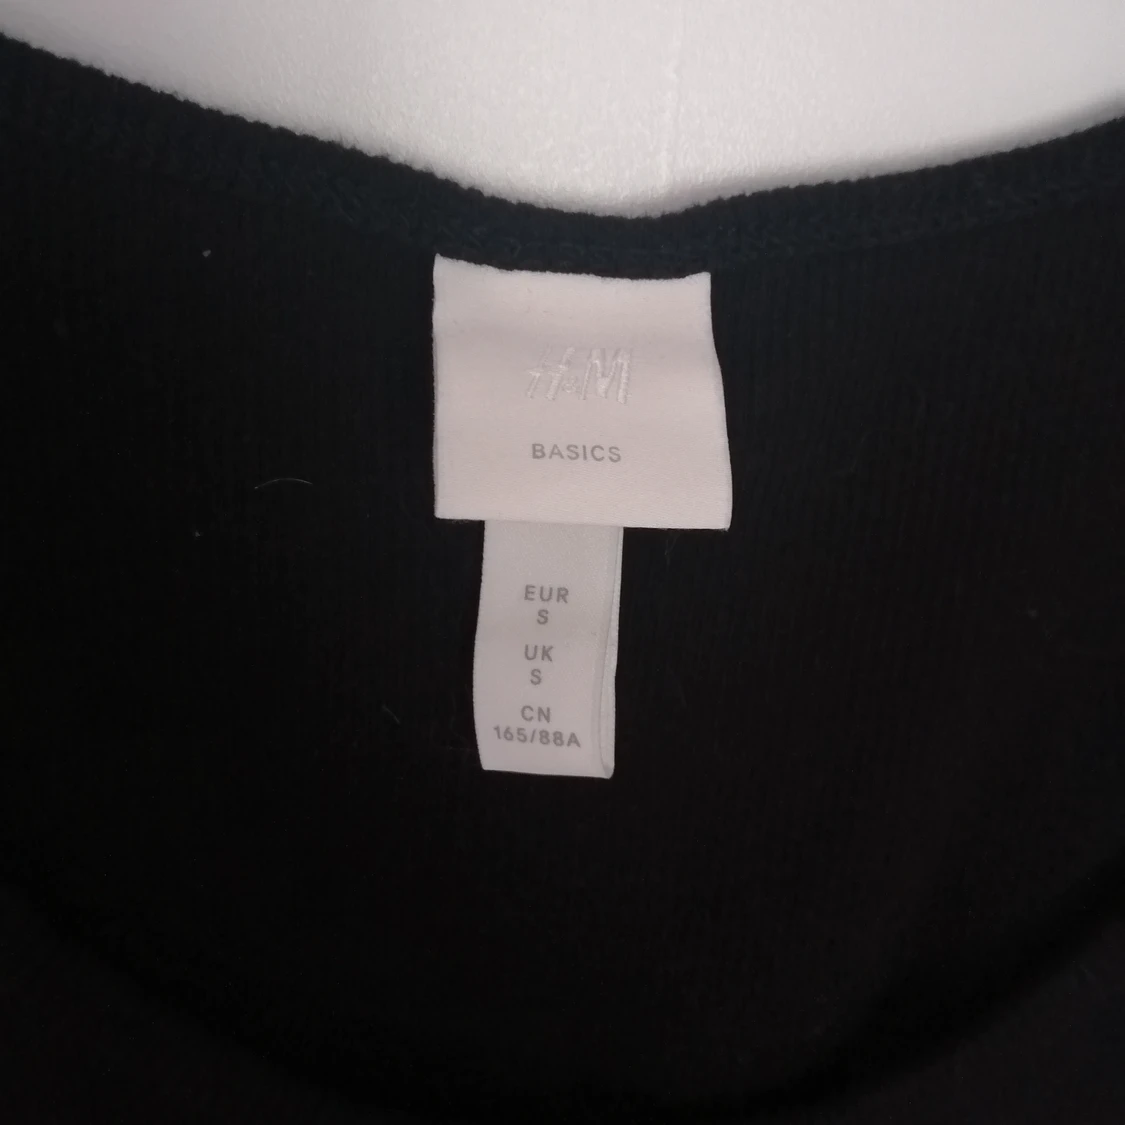 H&M
BASICS
EUR
S
UK
S
CN
165/88A